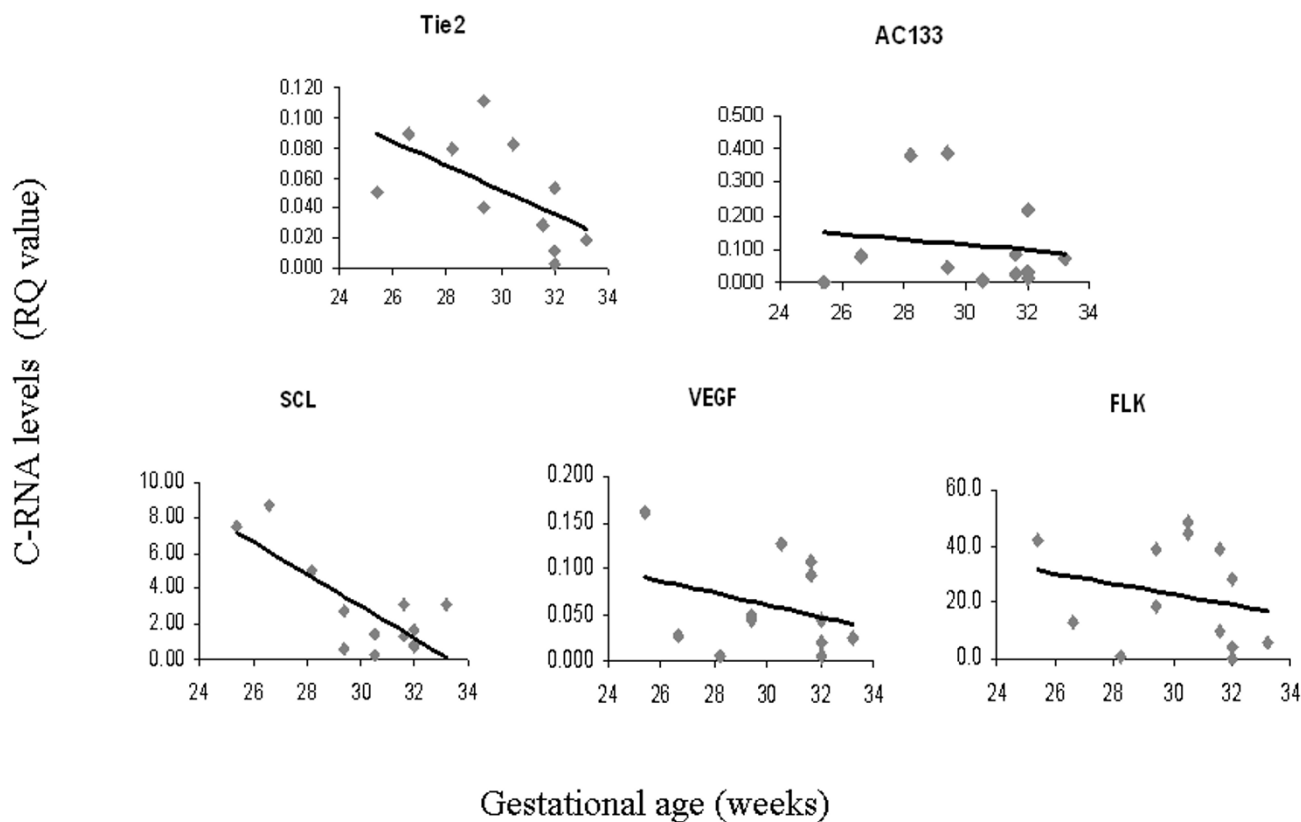 Tie2
0.120
0.100
0.080
0.060
0.040
0.020
0.000
24 26 28 30 32 34
AC133
0.500
0.400
0.300
0.200
0.100
0.000
24 26 28 30 32 34
C-RNA levels (RQ value)
SCL
10.00
8.00
6.00
4.00
2.00
0.00
24 26 28 30 32 34
VEGF
0.200
0.150
0.100
0.050
0.000
24 26 28 30 32 34
FLK
60.0
40.0
20.0
0.0
24 26 28 30 32 34
Gestational age (weeks)